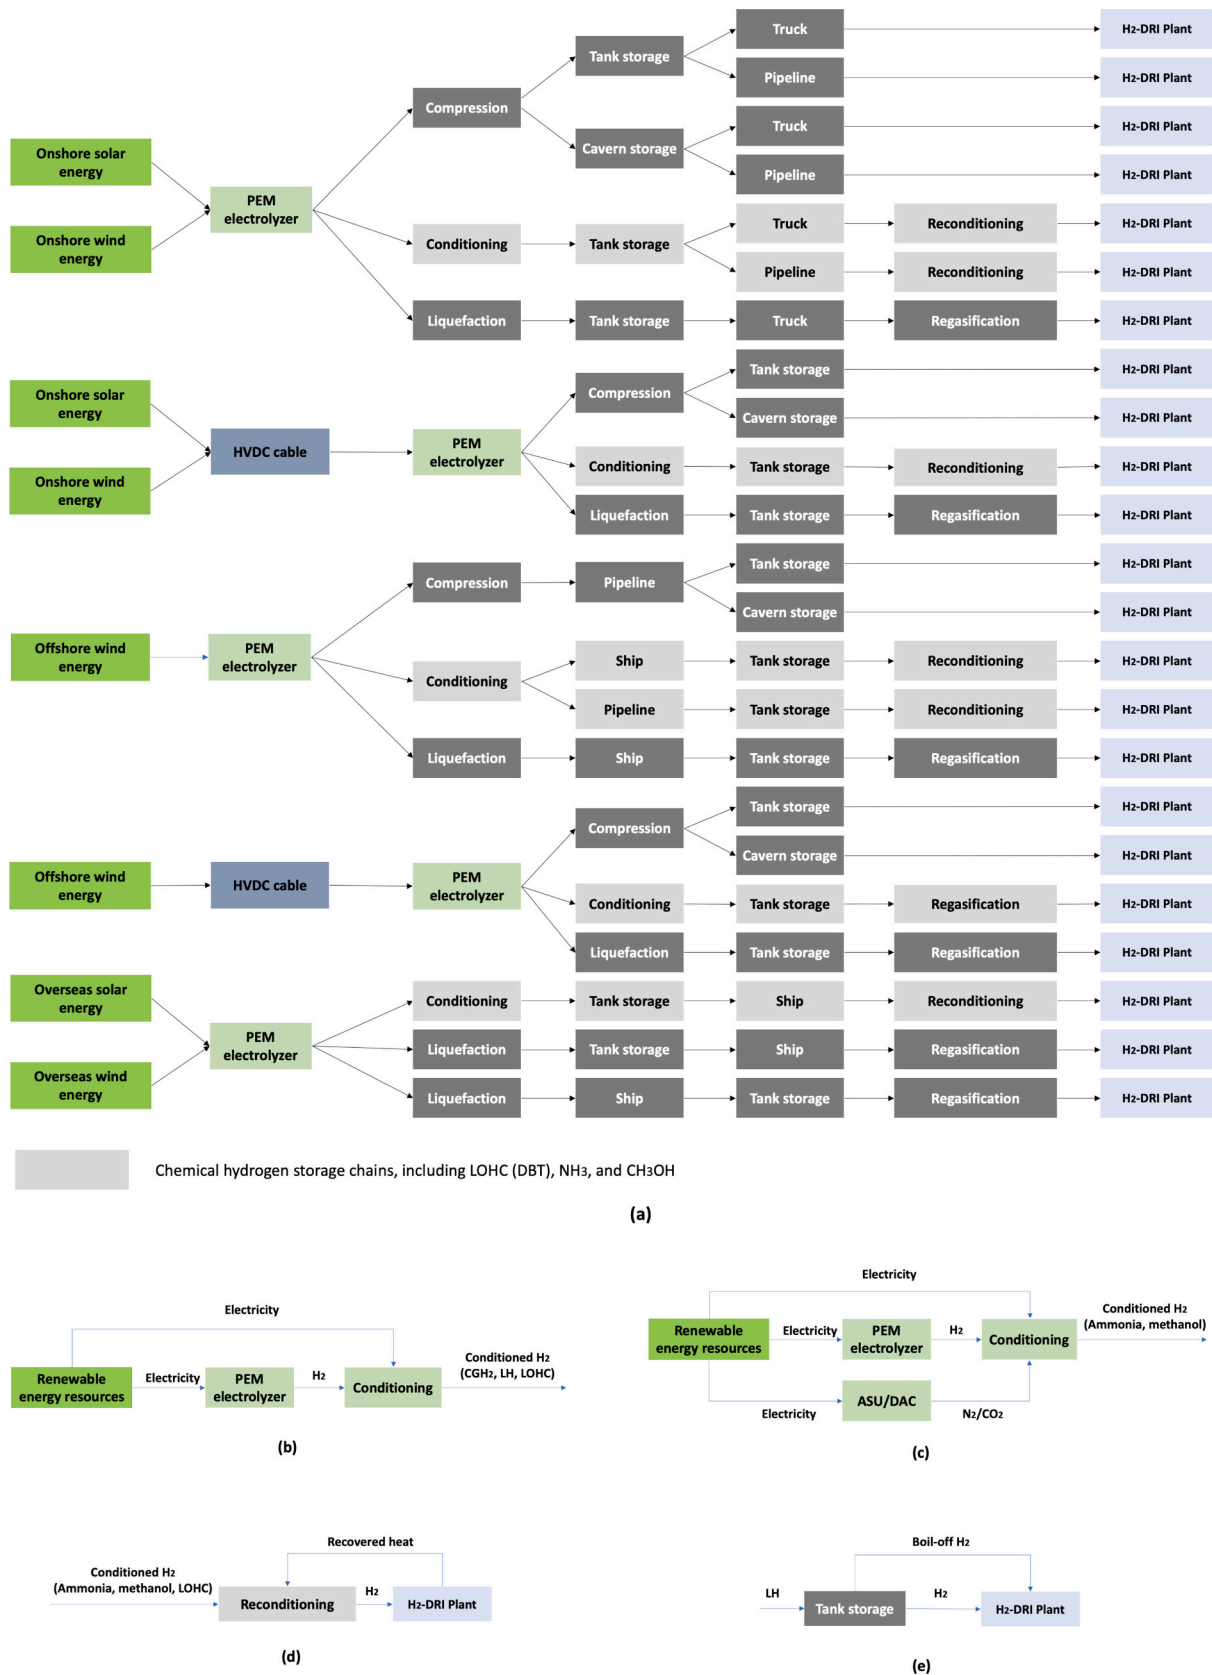 Truck
H2-DRI Plant
Tank storage
Pipeline
H2-DRI Plant
Compression
Truck
H2-DRI Plant
Cavern storage
Pipeline
H2-DRI Plant
Onshore solar
energy
Onshore wind
energy
PEM
electrolyzer
Conditioning
Tank storage
Truck
Reconditioning
H2-DRI Plant
Pipeline
Reconditioning
H2-DRI Plant
Liquefaction
Tank storage
Truck
Regasification
H2-DRI Plant
Onshore solar
energy
Onshore wind
energy
HVDC cable
PEM
electrolyzer
Compression
Tank storage
H2-DRI Plant
Cavern storage
H2-DRI Plant
Conditioning
Tank storage
Reconditioning
H2-DRI Plant
Liquefaction
Tank storage
Regasification
H2-DRI Plant
Offshore wind
energy
PEM
electrolyzer
Compression
Pipeline
Tank storage
H2-DRI Plant
Cavern storage
H2-DRI Plant
Conditioning
Ship
Tank storage
Reconditioning
H2-DRI Plant
Pipeline
Tank storage
Reconditioning
H2-DRI Plant
Liquefaction
Ship
Tank storage
Regasification
H2-DRI Plant
Offshore wind
energy
HVDC cable
PEM
electrolyzer
Compression
Tank storage
H2-DRI Plant
Cavern storage
H2-DRI Plant
Conditioning
Tank storage
Regasification
H2-DRI Plant
Liquefaction
Tank storage
Regasification
H2-DRI Plant
Overseas solar
energy
Overseas wind
energy
PEM
electrolyzer
Conditioning
Tank storage
Ship
Reconditioning
H2-DRI Plant
Liquefaction
Tank storage
Ship
Regasification
H2-DRI Plant
Liquefaction
Ship
Tank storage
Regasification
H2-DRI Plant
Chemical hydrogen storage chains, including LOHC (DBT), NH3, and CH3OH
(a)
Electricity
Renewable
energy resources
Electricity
PEM
electrolyzer
H2
Conditioning
Conditioned H2
(CGH2, LH, LOHC)
(b)
Electricity
Renewable
energy resources
Electricity
PEM
electrolyzer
H2
Conditioning
Conditioned H2
(Ammonia, methanol)
Electricity
ASU/DAC
N2/CO2
(c)
Recovered heat
Conditioned H2
(Ammonia, methanol, LOHC)
Reconditioning
H2
H2-DRI Plant
(d)
Boil-off H2
LH
Tank storage
H2
H2-DRI Plant
(e)